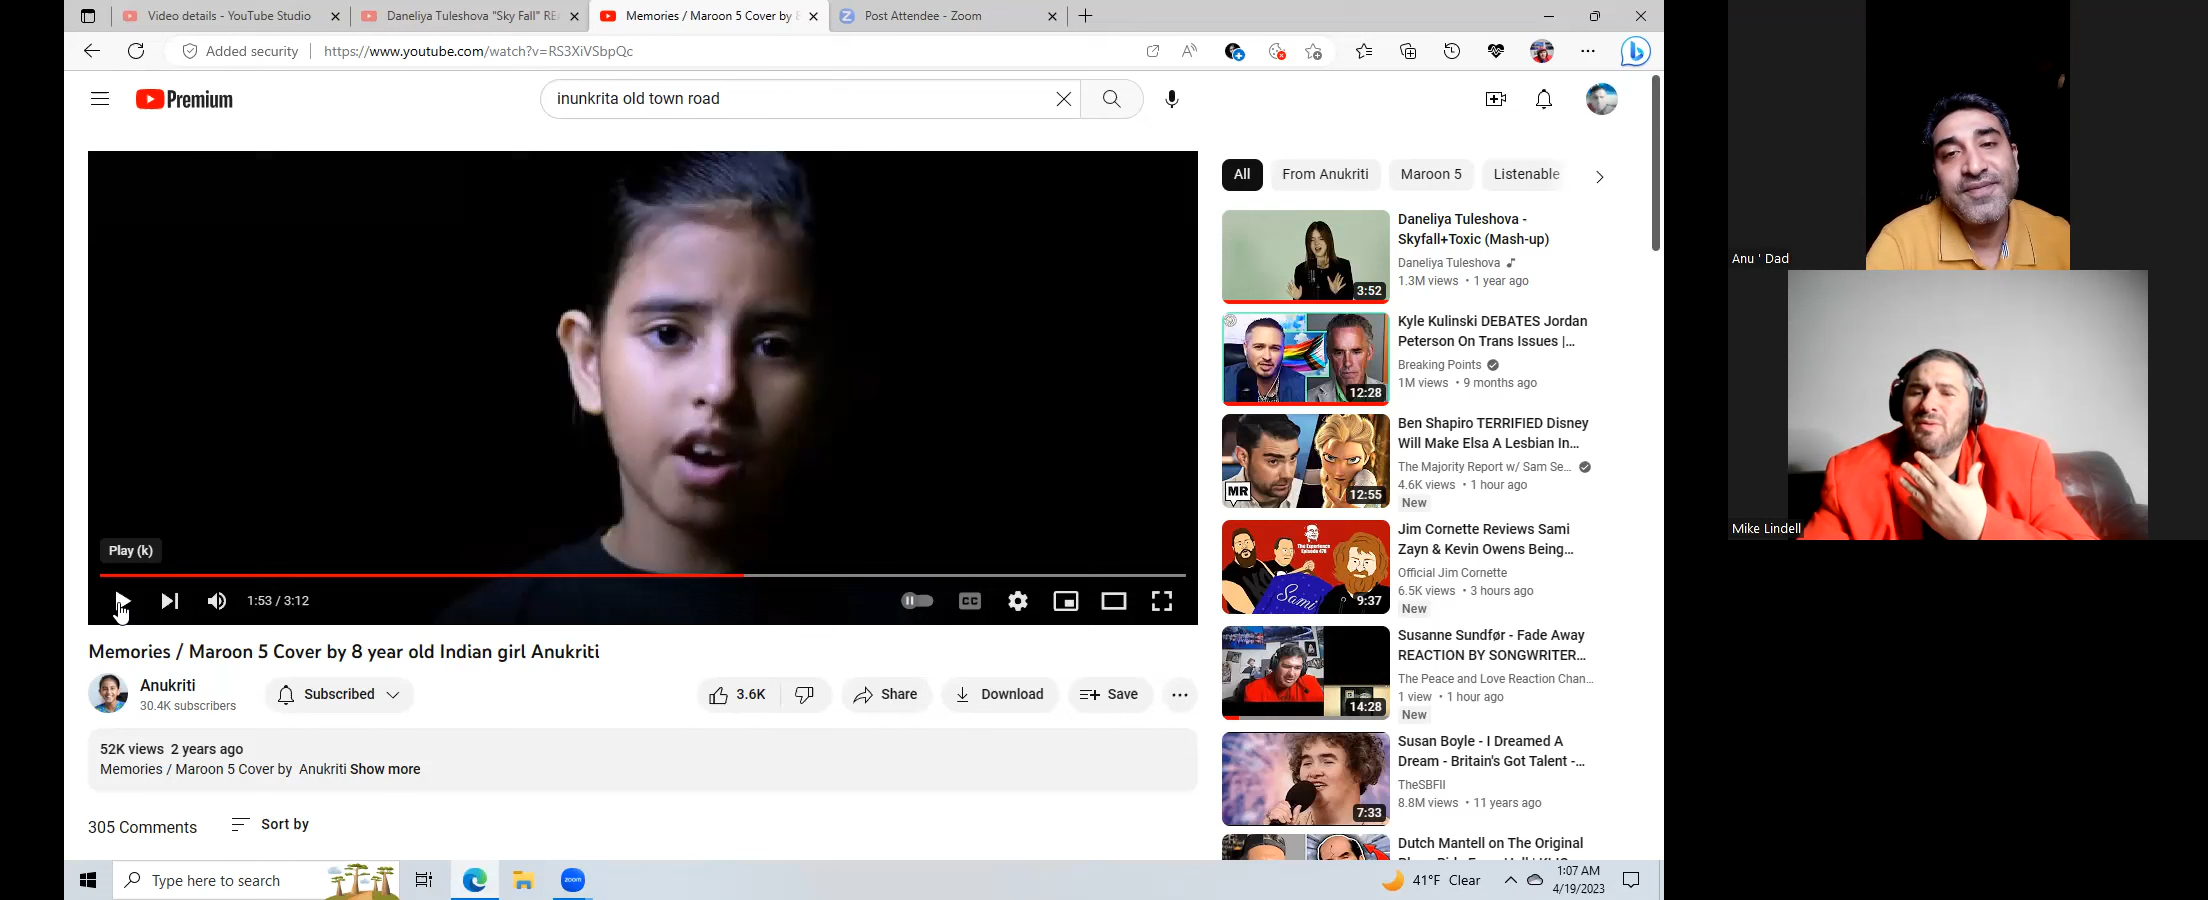 Video details - YouTube Studio
Daneliya Tuleshova "Sky Fall" RE
Memories / Maroon 5 Cover by
Post Attendee - Zoom
Added security
https://www.youtube.com/watch?v=RS3XiVSbpQc
Premium
inunkrita old town road
All
From Anukriti
Maroon 5
Listenable
Daneliya Tuleshova -
Skyfall+Toxic (Mash-up)
Daneliya Tuleshova
1.3M views • 1 year ago
3:52
Kyle Kulinski DEBATES Jordan
Peterson On Trans Issues |...
Breaking Points
1M views • 9 months ago
12:28
Ben Shapiro TERRIFIED Disney
Will Make Elsa A Lesbian In...
The Majority Report w/ Sam Se...
4.6K views • 1 hour ago
New
MR
12:55
Jim Cornette Reviews Sami
Zayn & Kevin Owens Being...
Official Jim Cornette
6.5K views • 3 hours ago
New
Sami
9:37
Susanne Sundfør - Fade Away
REACTION BY SONGWRITER...
The Peace and Love Reaction Chan...
1 view • 1 hour ago
New
14:28
Susan Boyle - I Dreamed A
Dream - Britain's Got Talent -...
TheSBFII
8.8M views • 11 years ago
7:33
Dutch Mantell on The Original
Play (k)
1:53 / 3:12
CC
Memories / Maroon 5 Cover by 8 year old Indian girl Anukriti
Anukriti
30.4K subscribers
Subscribed
3.6K
Share
Download
Save
52K views 2 years ago
Memories / Maroon 5 Cover by Anukriti Show more
305 Comments
Sort by
Type here to search
zoom
41°F Clear
1:07 AM
4/19/2023
Anu ' Dad
Mike Lindell